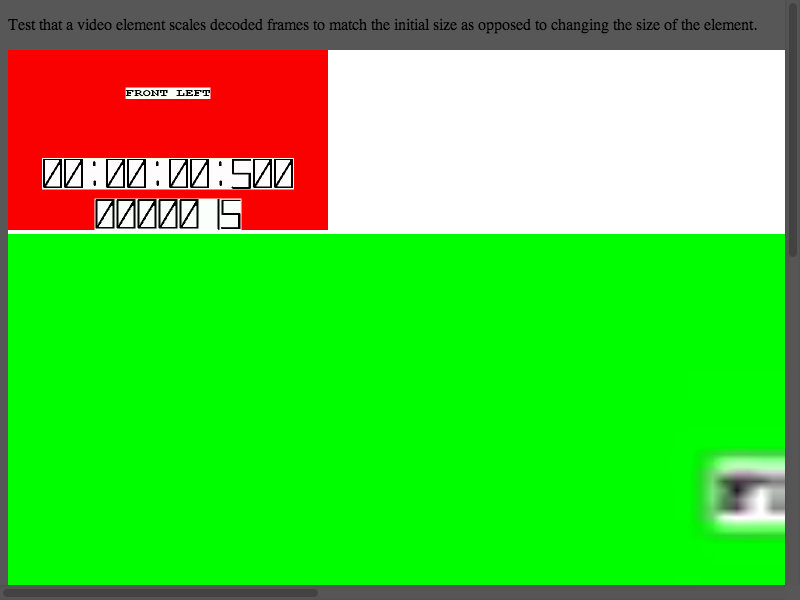 Test that a video element scales decoded frames to match the initial size as opposed to changing the size of the element.
FRONT LEFT
00:00:00:500
00000 15